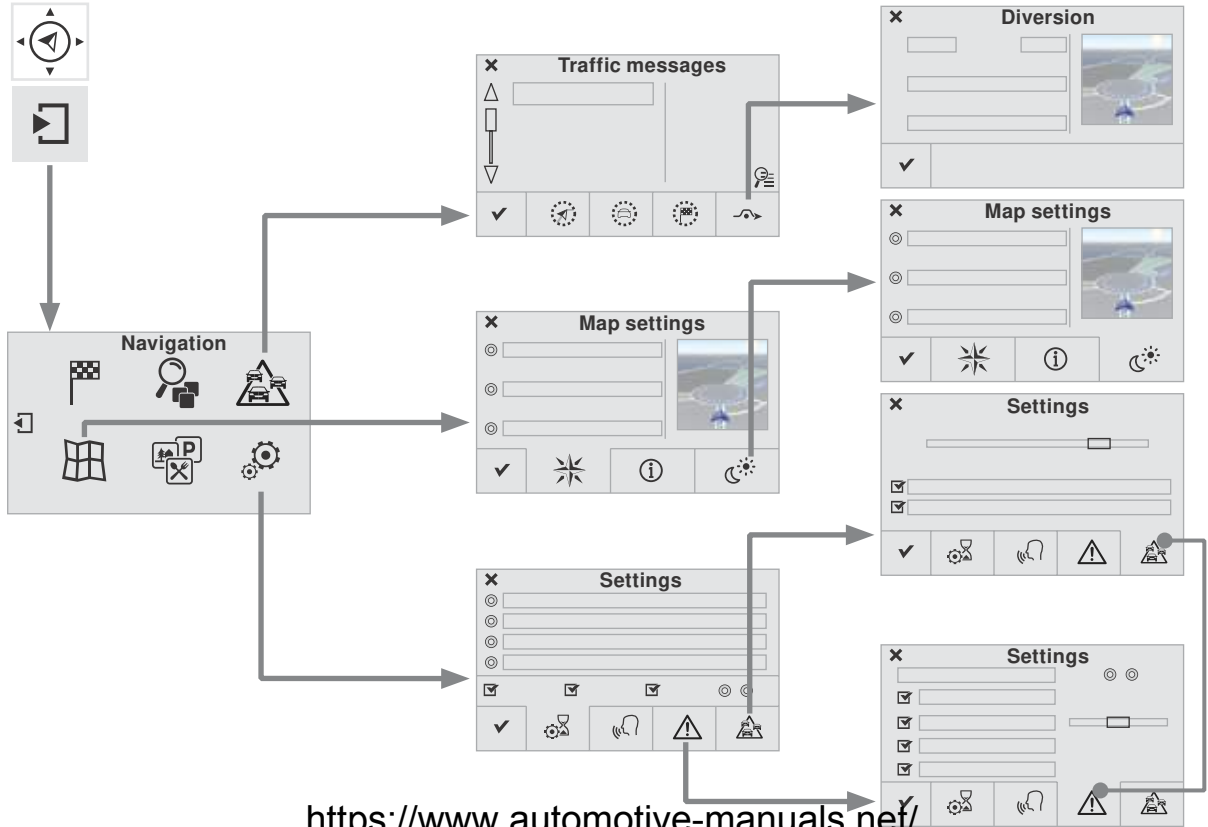 Diversion
Traffic messages
Map settings
Navigation
P
Map settings
Settings
Settings
Settings
https://www.automotive-manuals.net/